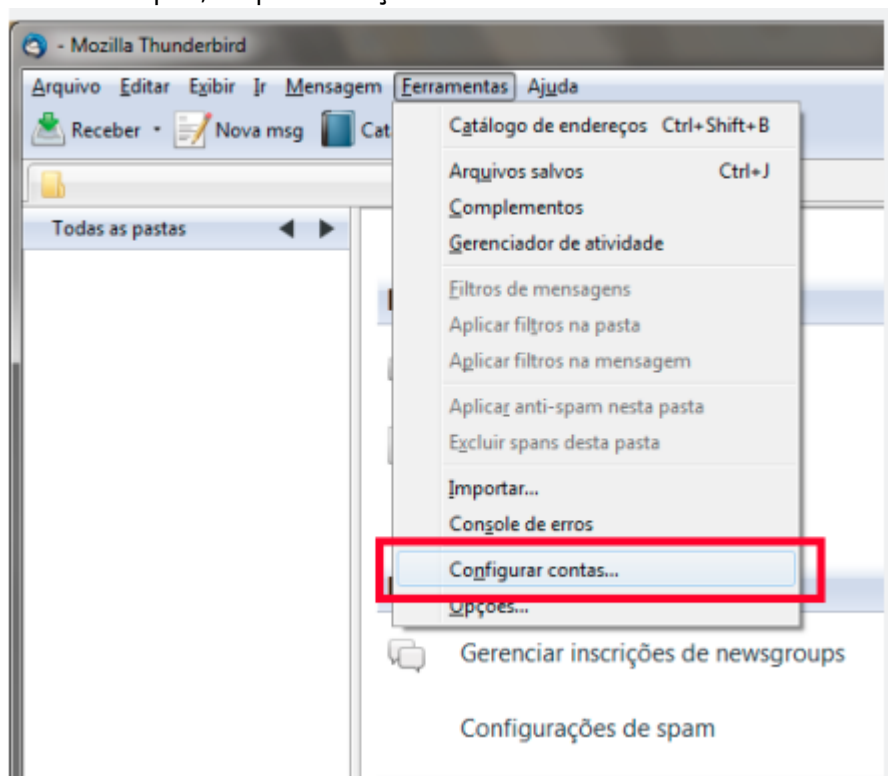 - Mozilla Thunderbird
Arquivo Editar Exibir Ir Mensagem Ferramentas Ajuda
Receber Nova msg Cat
Catálogo de endereços Ctrl+Shift+B
Arquivos salvos Ctrl+J
Complementos
Gerenciador de atividade
Todas as pastas
Filtros de mensagens
Aplicar filtros na pasta
Aplicar filtros na mensagem
Aplicar anti-spam nesta pasta
Excluir spans desta pasta
Importar...
Console de erros
Configurar contas...
Opções...
Gerenciar inscrições de newsgroups
Configurações de spam